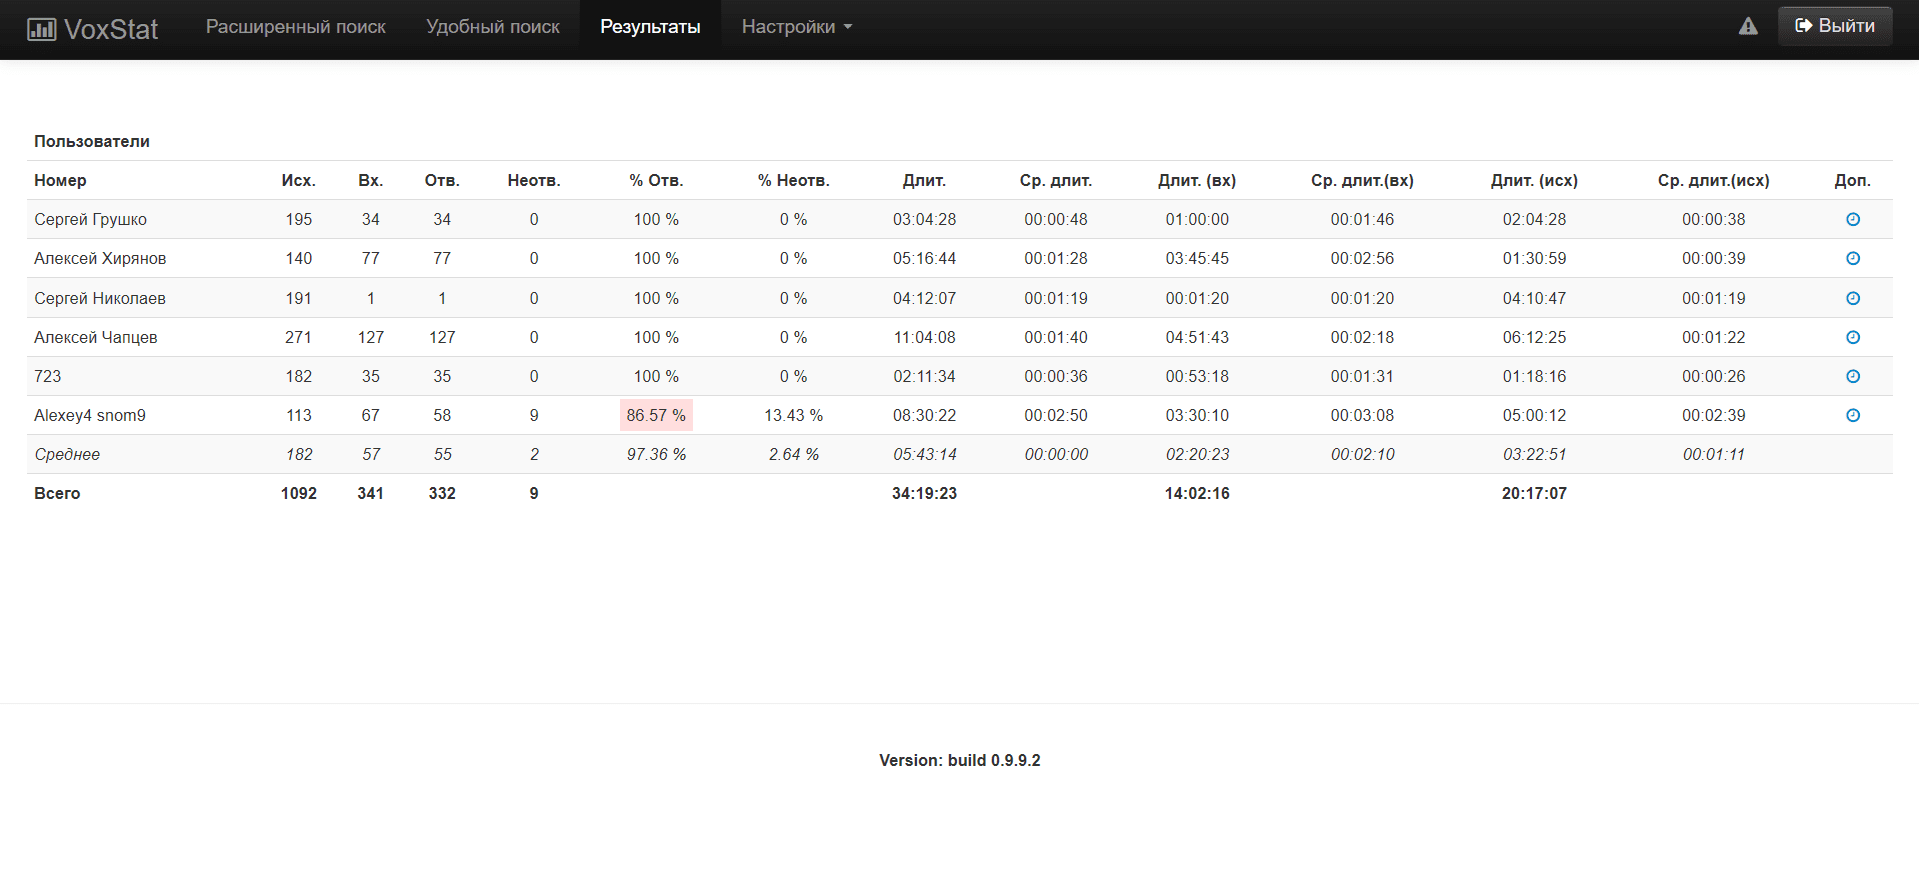 VoxStat Расширенный поиск Удобный поиск Результаты Настройки Выйти
Пользователи
Номер Исх. Вх. Отв. Неотв. % Отв. % Неотв. Длит. Ср. длит. Длит. (вх) Ср. длит.(вх) Длит. (исх) Ср. длит.(исх) Доп.
Сергей Грушко 195 34 34 0 100 % 0 % 03:04:28 00:00:48 01:00:00 00:01:46 02:04:28 00:00:38
Алексей Хирянов 140 77 77 0 100 % 0 % 05:16:44 00:01:28 03:45:45 00:02:56 01:30:59 00:00:39
Сергей Николаев 191 1 1 0 100 % 0 % 04:12:07 00:01:19 00:01:20 00:01:20 04:10:47 00:01:19
Алексей Чапцев 271 127 127 0 100 % 0 % 11:04:08 00:01:40 04:51:43 00:02:18 06:12:25 00:01:22
723 182 35 35 0 100 % 0 % 02:11:34 00:00:36 00:53:18 00:01:31 01:18:16 00:00:26
Alexey4 snom9 113 67 58 9 86.57 % 13.43 % 08:30:22 00:02:50 03:30:10 00:03:08 05:00:12 00:02:39
Среднее 182 57 55 2 97.36 % 2.64 % 05:43:14 00:00:00 02:20:23 00:02:10 03:22:51 00:01:11
Всего 1092 341 332 9 34:19:23 14:02:16 20:17:07
Version: build 0.9.9.2